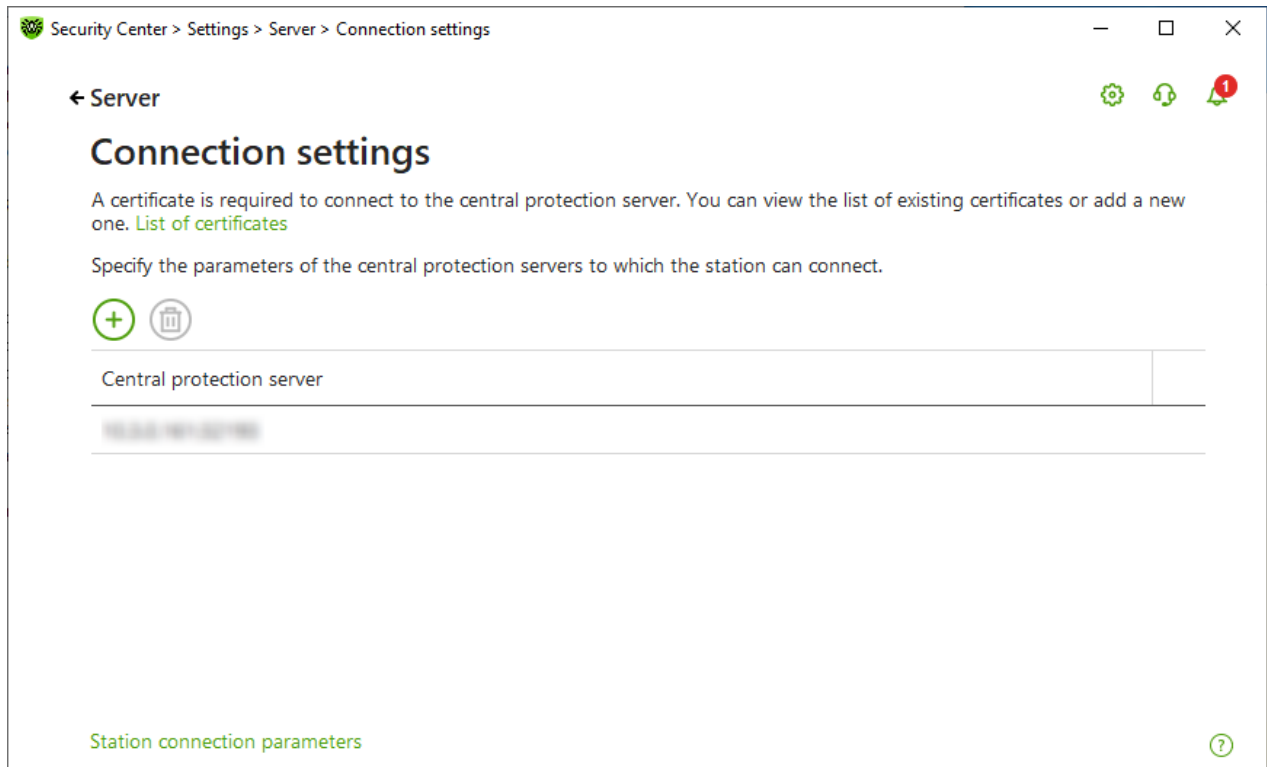 Security Center > Settings > Server > Connection settings
Server
1
Connection settings
A certificate is required to connect to the central protection server. You can view the list of existing certificates or add a new
one. List of certificates
Specify the parameters of the central protection servers to which the station can connect.
Central protection server
Station connection parameters
?